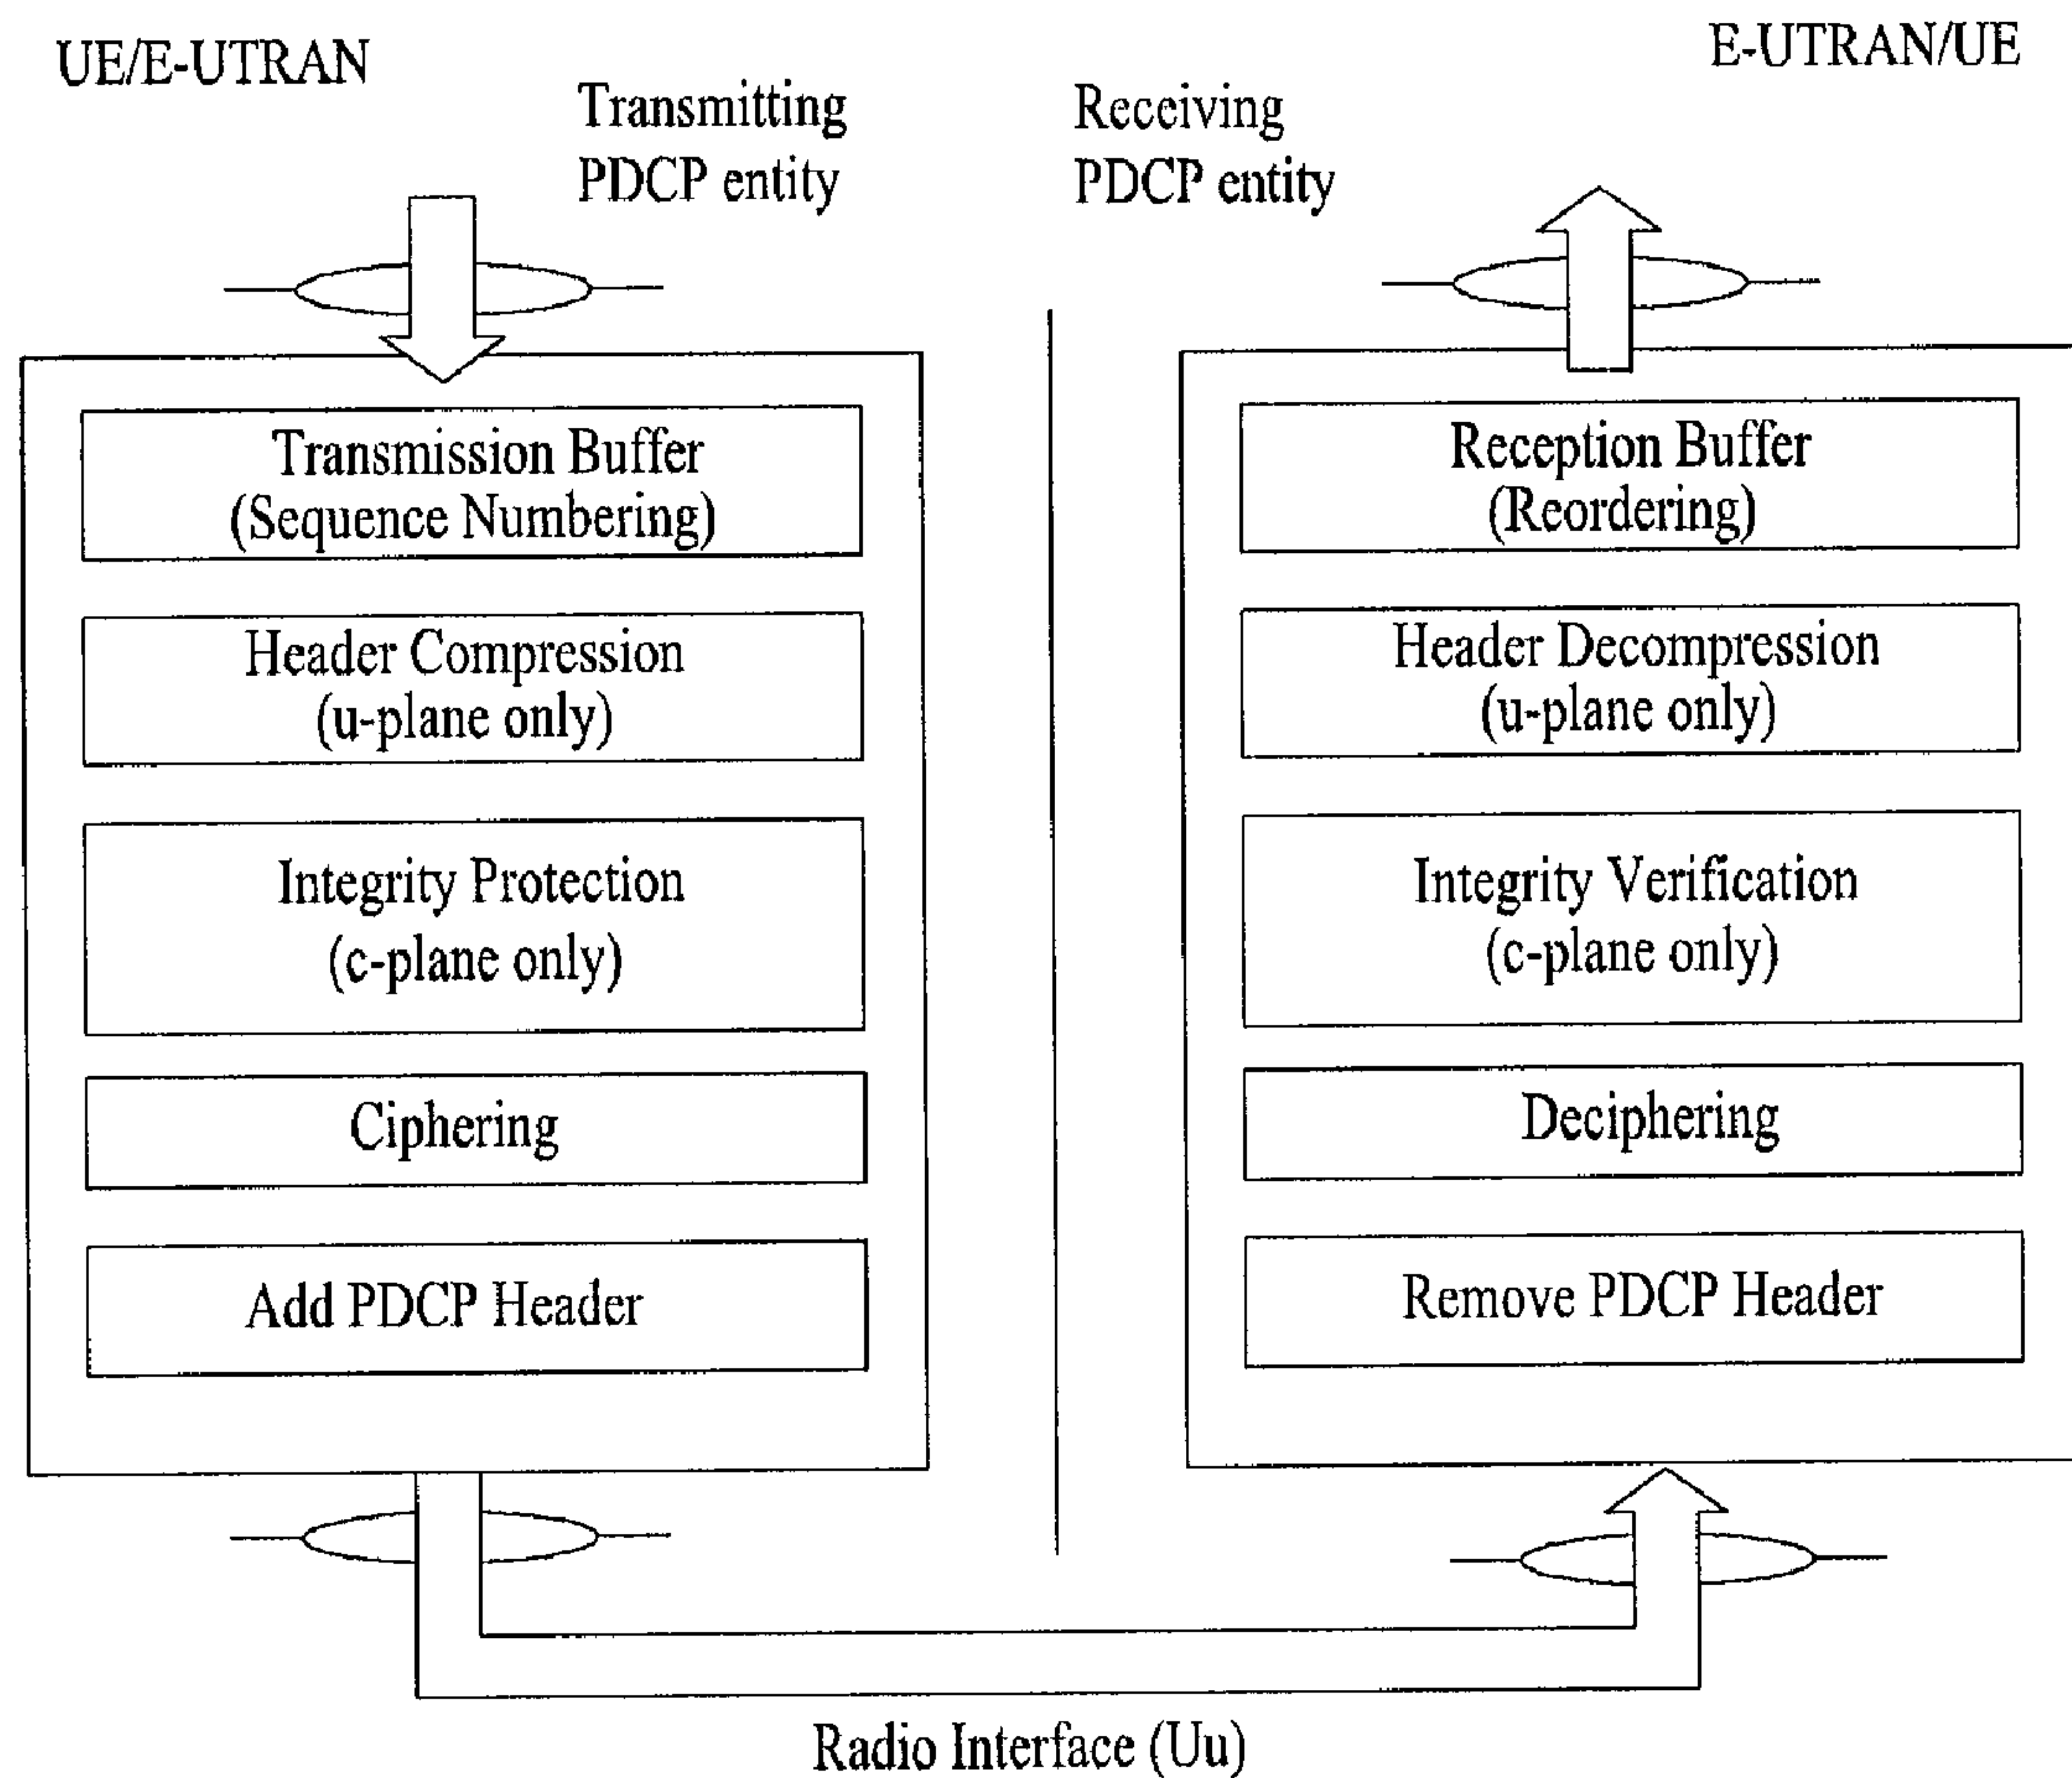 UE/E-UTRAN
E-UTRAN/UE
Transmitting
PDCP entity
Receiving
PDCP entity
Transmission Buffer
(Sequence Numbering)
Header Compression
(u-plane only)
Integrity Protection
(c-plane only)
Ciphering
Add PDCP Header
Reception Buffer
(Reordering)
Header Decompression
(u-plane only)
Integrity Verification
(c-plane only)
Deciphering
Remove PDCP Header
Radio Interface (Uu)